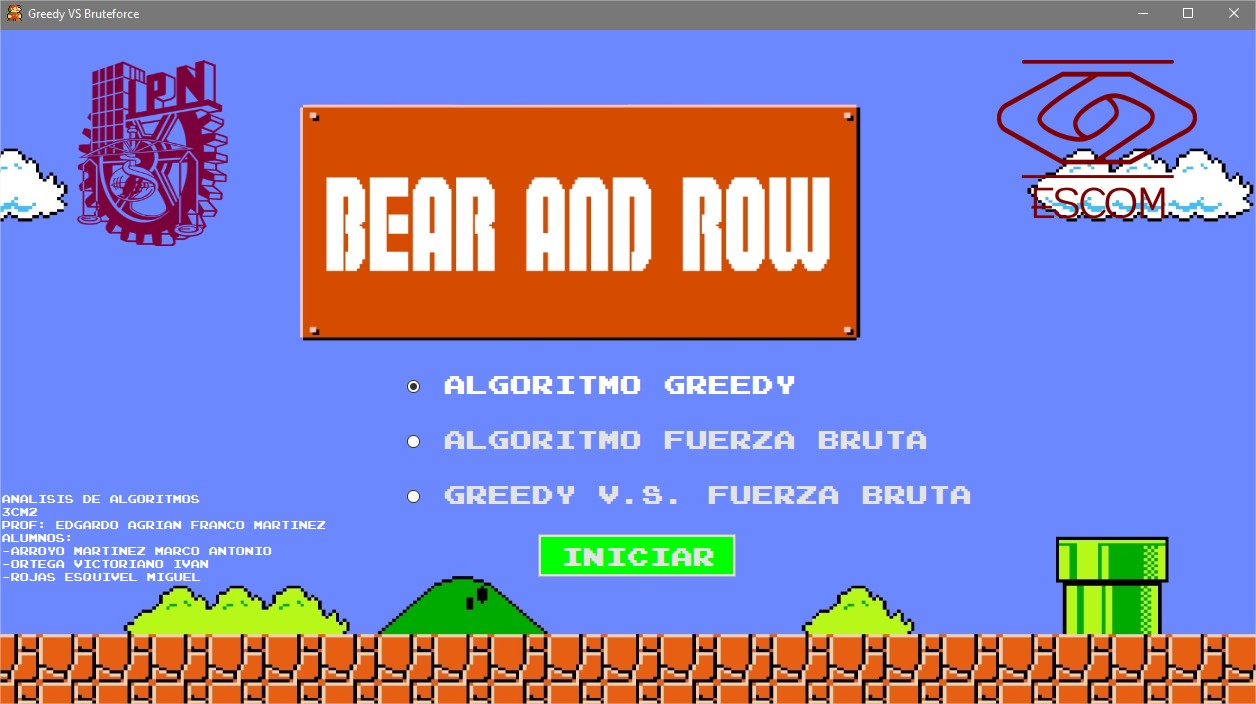 Greedy VS Bruteforce
IPN
ESCOM
BEAR AND ROW
ALGORITMO GREEDY
ALGORITMO FUERZA BRUTA
GREEDY V.S. FUERZA BRUTA
INICIAR
ANALISIS DE ALGORITMOS
3CM2
PROF: EDGARDO AGRIAN FRANCO MARTINEZ
ALUMNOS:
-ARROYO MARTINEZ MARCO ANTONIO
-ORTEGA VICTORIANO IVAN
-ROJAS ESQUIVEL MIGUEL